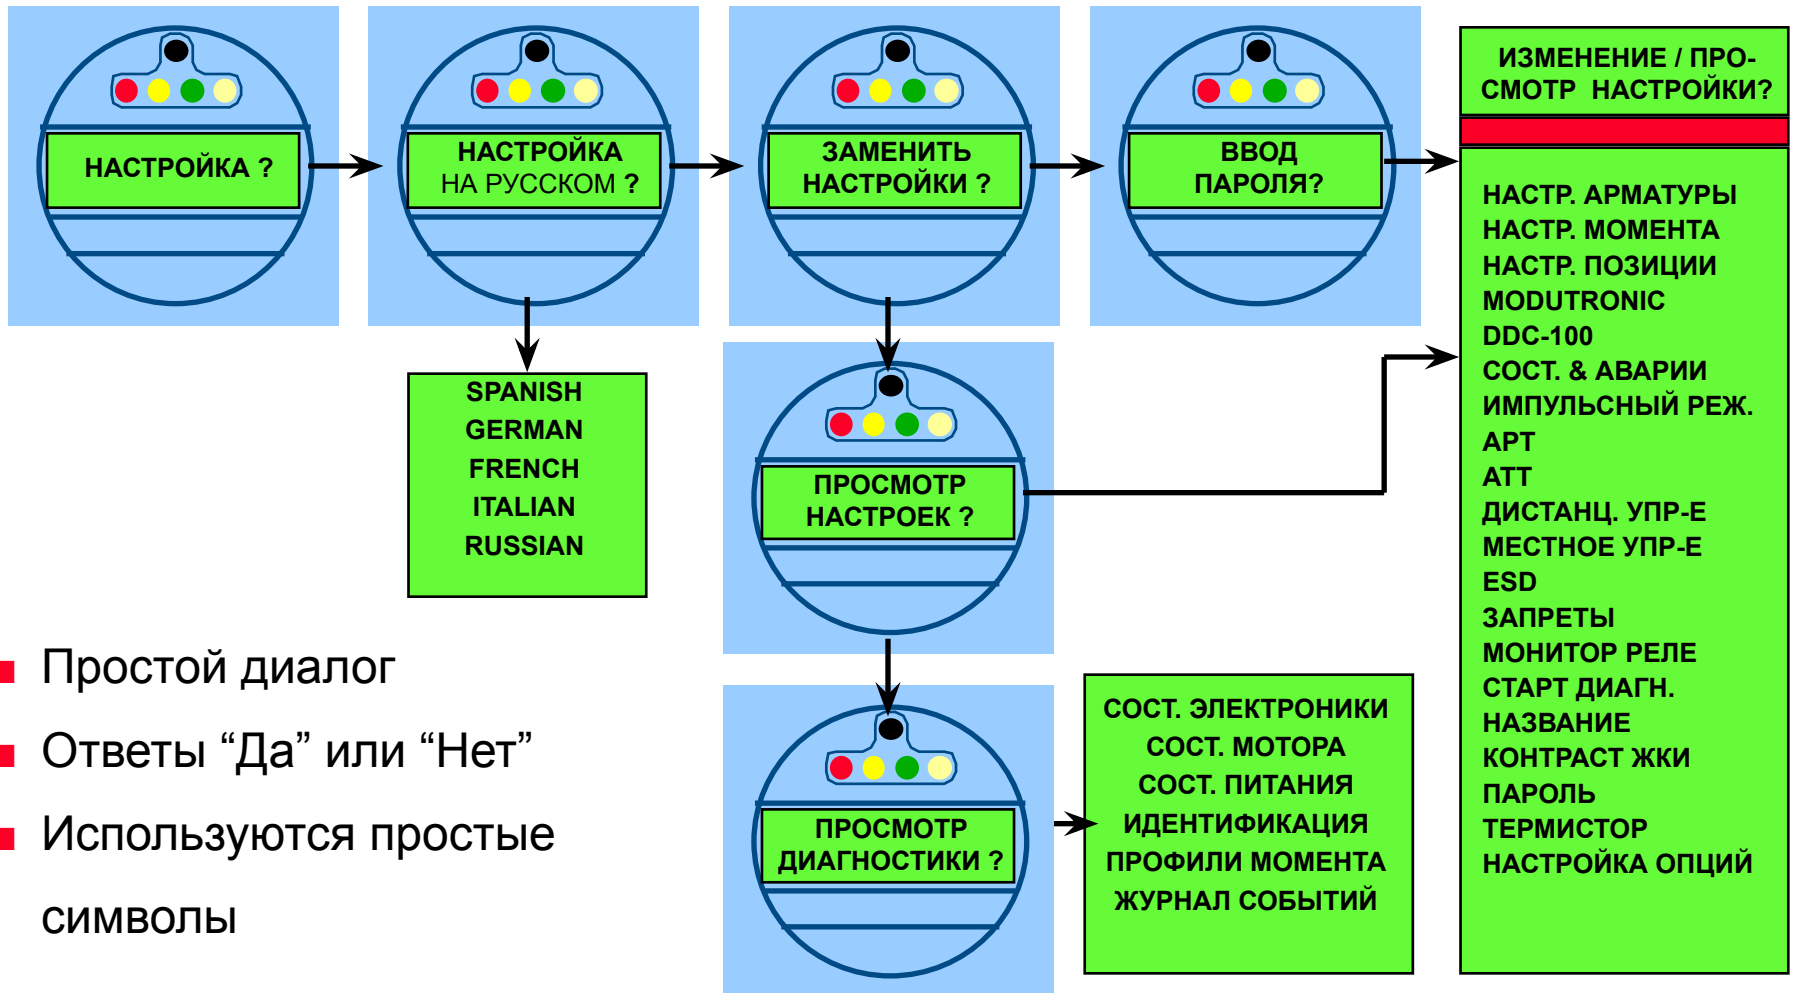 НАСТРОЙКА ?
НАСТРОЙКА
НА РУССКОМ ?
ЗАМЕНИТЬ
НАСТРОЙКИ ?
ВВОД
ПАРОЛЯ?
ИЗМЕНЕНИЕ / ПРО-
СМОТР НАСТРОЙКИ?
НАСТР. АРМАТУРЫ
НАСТР. МОМЕНТА
НАСТР. ПОЗИЦИИ
MODUTRONIC
DDC-100
СОСТ. & АВАРИИ
ИМПУЛЬСНЫЙ РЕЖ.
АРТ
АТТ
ДИСТАНЦ. УПР-Е
МЕСТНОЕ УПР-Е
ESD
ЗАПРЕТЫ
МОНИТОР РЕЛЕ
СТАРТ ДИАГН.
НАЗВАНИЕ
КОНТРАСТ ЖКИ
ПАРОЛЬ
ТЕРМИСТОР
НАСТРОЙКА ОПЦИЙ
SPANISH
GERMAN
FRENCH
ITALIAN
RUSSIAN
ПРОСМОТР
НАСТРОЕК ?
ПРОСМОТР
ДИАГНОСТИКИ ?
СОСТ. ЭЛЕКТРОНИКИ
СОСТ. МОТОРА
СОСТ. ПИТАНИЯ
ИДЕНТИФИКАЦИЯ
ПРОФИЛИ МОМЕНТА
ЖУРНАЛ СОБЫТИЙ
Простой диалог
Ответы “Да” или “Нет”
Используются простые
символы